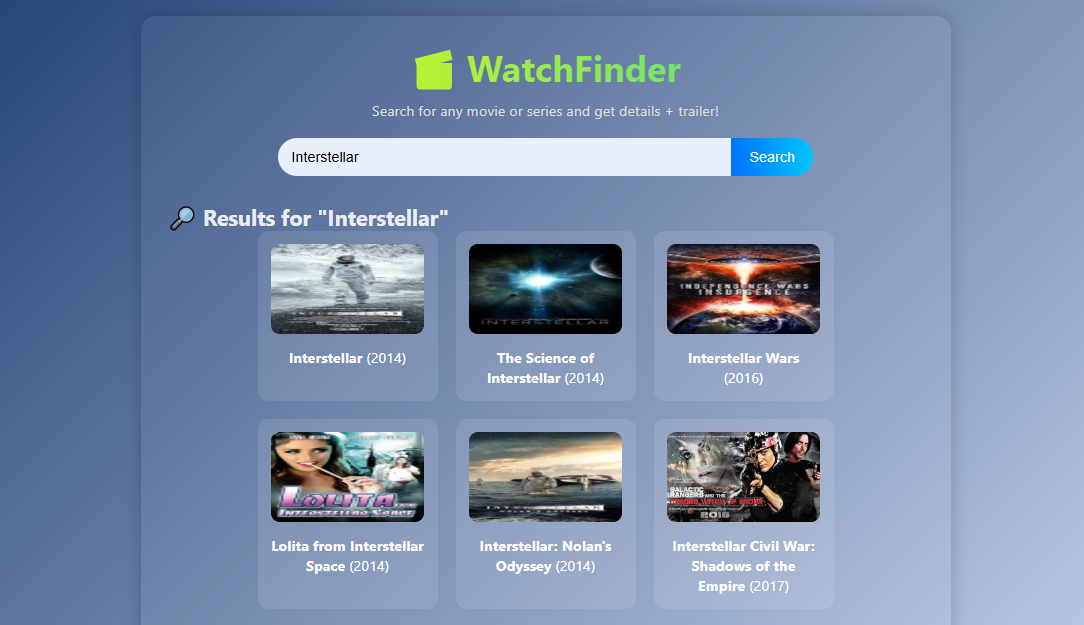 WatchFinder
Search for any movie or series and get details + trailer!
Interstellar
Search
Results for "Interstellar"
INTERSTELLAR
INTERSTELLAR
INDEPENDENCE WARS
INSURGENCE
Interstellar (2014)
The Science of
Interstellar (2014)
Interstellar Wars
(2016)
LOLITA
INTERSTELLAR SPACE
INTERSTELLAR
GALACTIC
RANGERS AND THE
2016
Lolita from Interstellar
Space (2014)
Interstellar: Nolan's
Odyssey (2014)
Interstellar Civil War:
Shadows of the
Empire (2017)